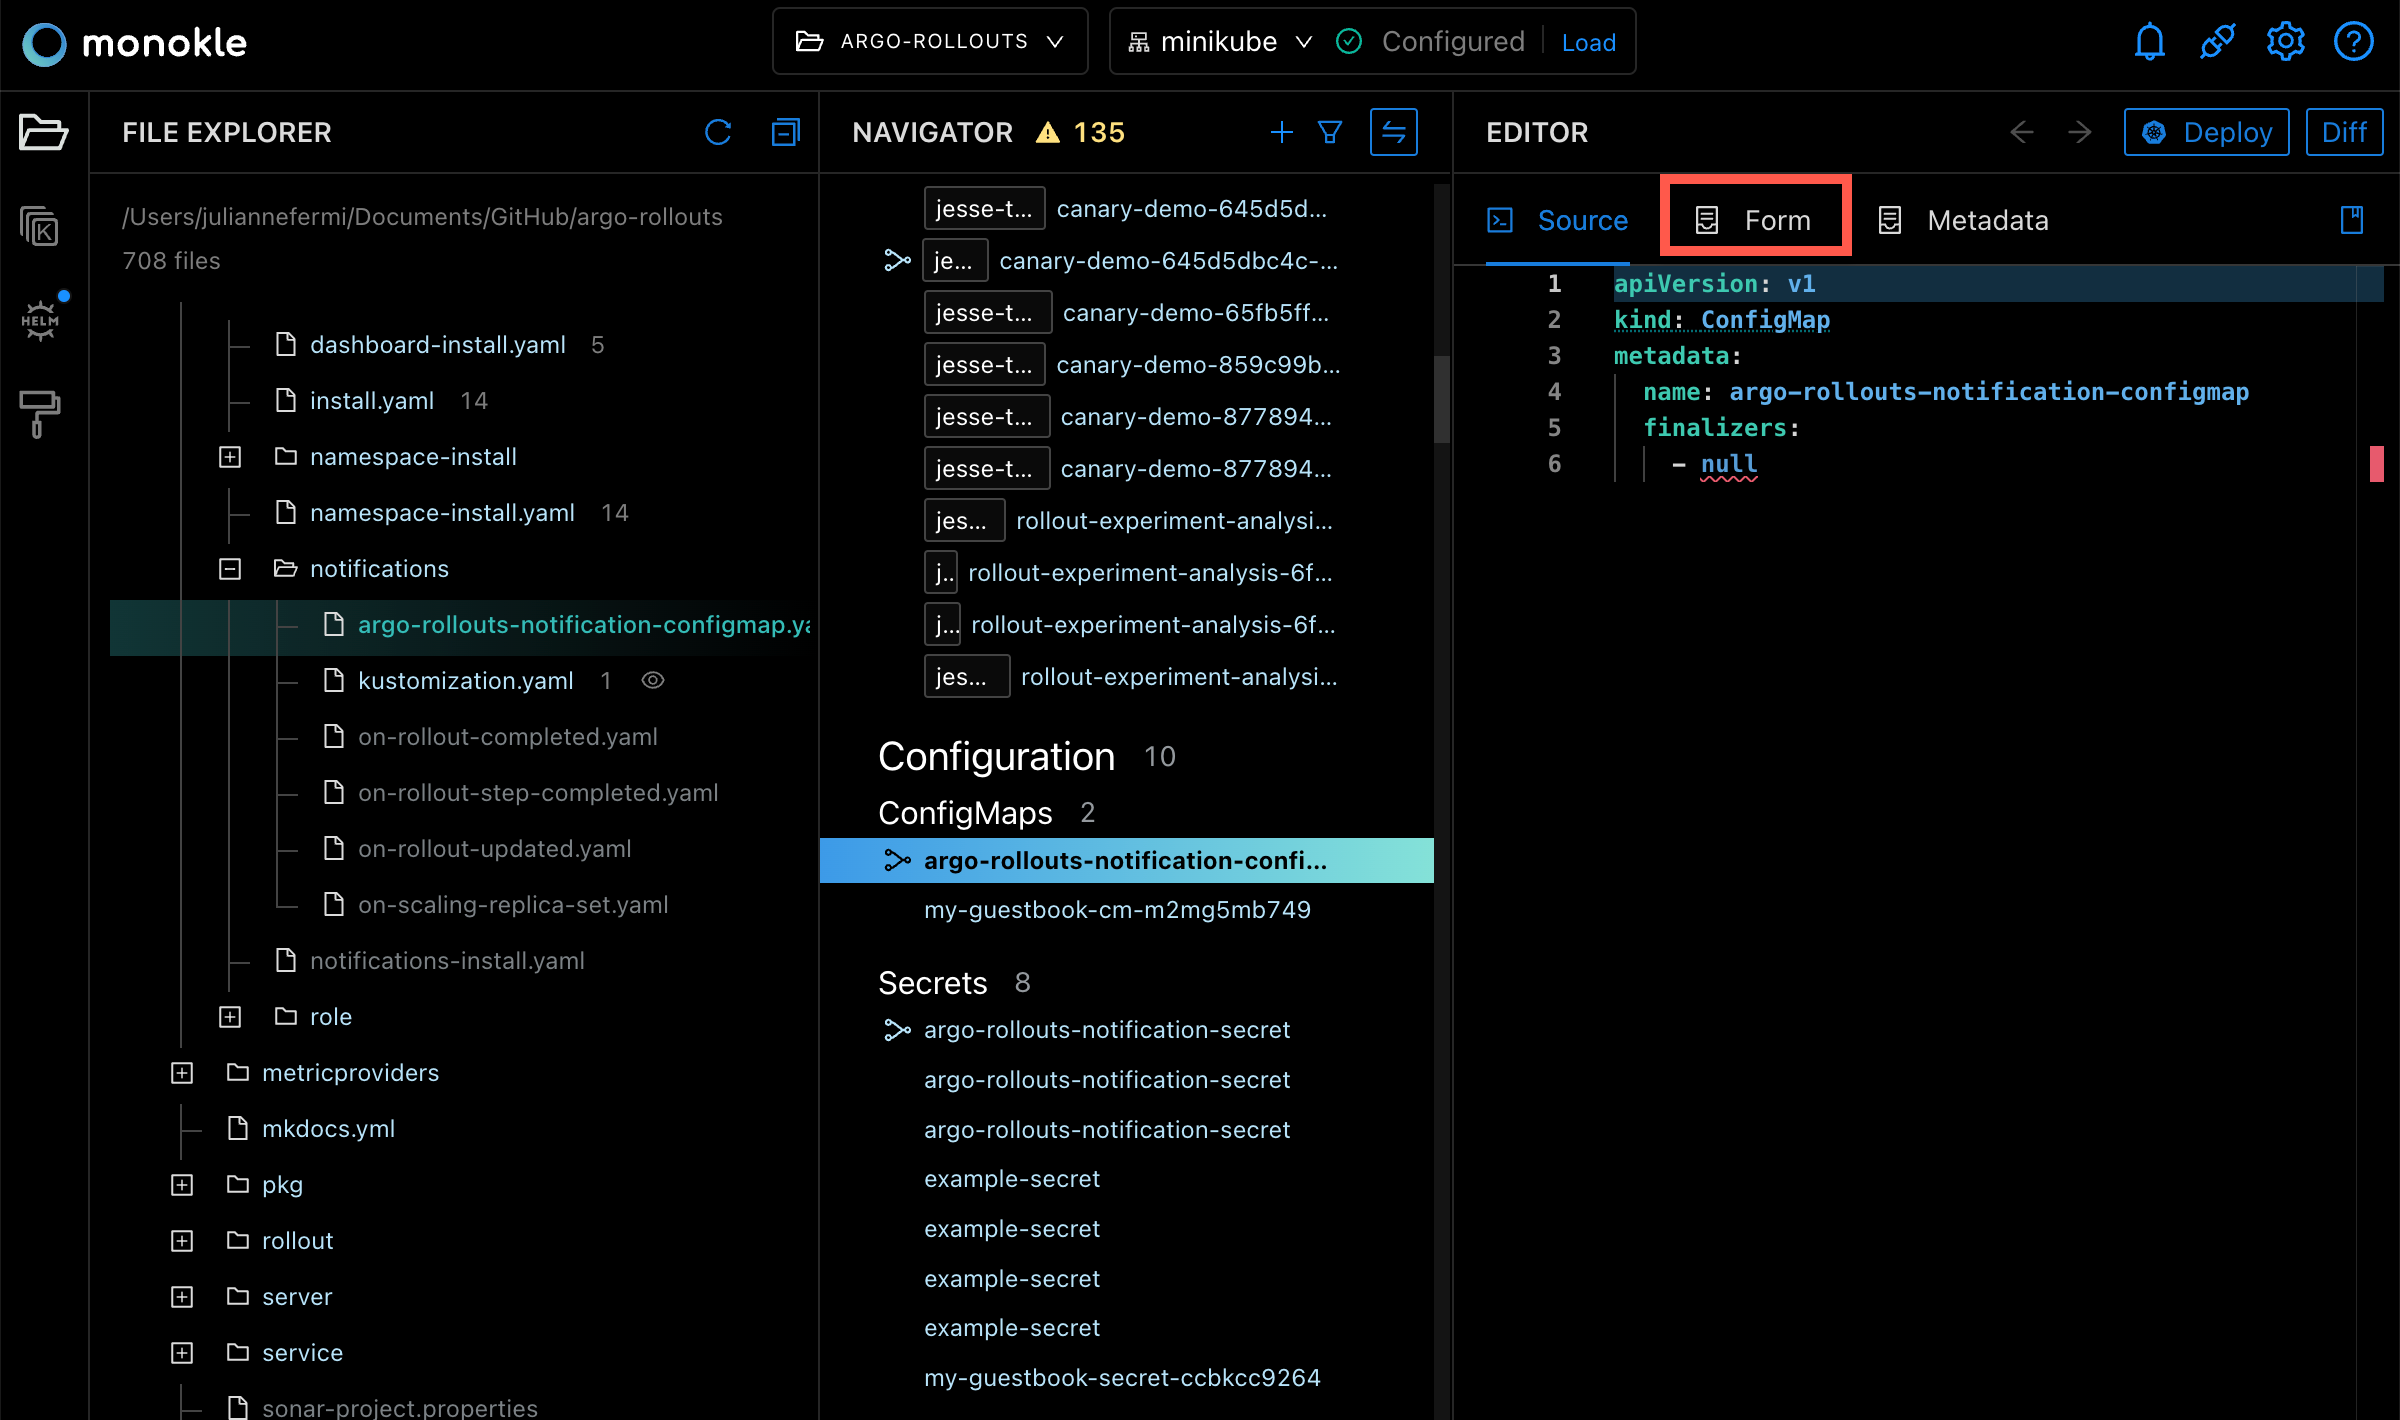 monokle
ARGO-ROLLOUTS
minikube
Configured
Load
FILE EXPLORER
/Users/juliannefermi/Documents/GitHub/argo-rollouts
708 files
dashboard-install.yaml 5
install.yaml 14
namespace-install
namespace-install.yaml 14
notifications
argo-rollouts-notification-configmap.ya
kustomization.yaml 1
on-rollout-completed.yaml
on-rollout-step-completed.yaml
on-rollout-updated.yaml
on-scaling-replica-set.yaml
notifications-install.yaml
role
metricproviders
mkdocs.yml
pkg
rollout
server
service
sonar-project.properties
K
HELM
NAVIGATOR 135
jesse-t... canary-demo-645d5d...
je... canary-demo-645d5dbc4c-...
jesse-t... canary-demo-65fb5ff...
jesse-t... canary-demo-859c99b...
jesse-t... canary-demo-877894...
jesse-t... canary-demo-877894...
jes... rollout-experiment-analysi...
j.. rollout-experiment-analysis-6f...
j... rollout-experiment-analysis-6f...
jes... rollout-experiment-analysi...
Configuration 10
ConfigMaps 2
argo-rollouts-notification-confi...
my-guestbook-cm-m2mg5mb749
Secrets 8
argo-rollouts-notification-secret
argo-rollouts-notification-secret
argo-rollouts-notification-secret
example-secret
example-secret
example-secret
example-secret
my-guestbook-secret-ccbkcc9264
EDITOR
Deploy
Diff
Source
Form
Metadata
1 apiVersion: v1
2 kind: ConfigMap
3 metadata:
4 name: argo-rollouts-notification-configmap
5 finalizers:
6 - null